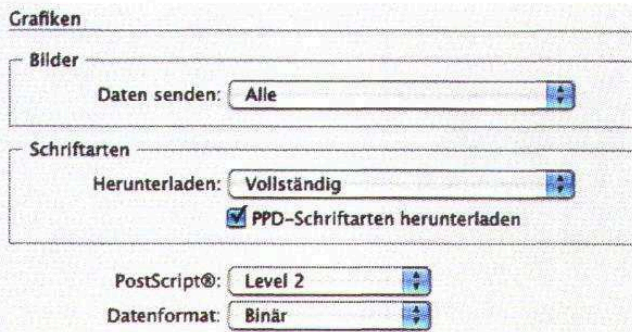 Grafiken
Bilder
Daten senden: Alle
Schriftarten
Herunterladen: Vollständig
PPD-Schriftarten herunterladen
PostScript®: Level 2
Datenformat: Binär